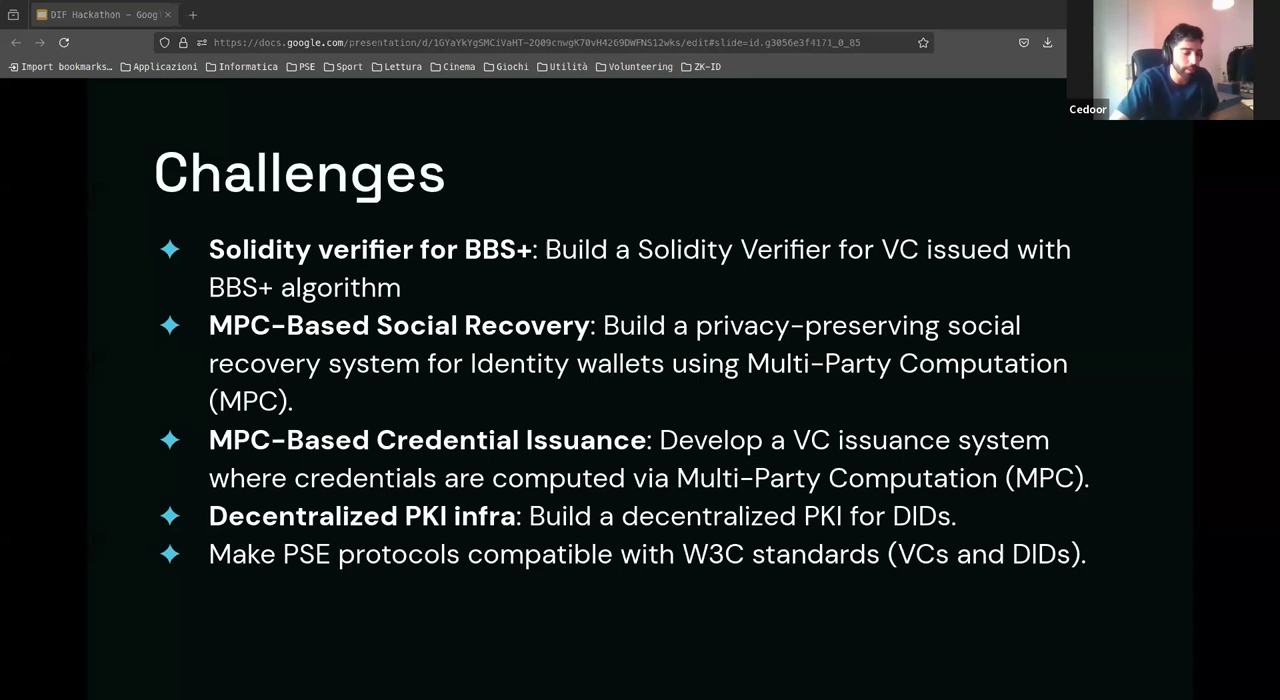 DIF Hackathon – Goog
https://docs.google.com/presentation/d/1GYaYkYgSMCiVaHT-2Q09cnwgK70vH4269DWFNS12wks/edit#slide=id.g3056e3f4171_0_85
Import bookmarks… Applicazioni Informatica PSE Sport Lettura Cinema Giochi Utilità Volunteering ZK-ID
Cedoor
Challenges
Solidity verifier for BBS+: Build a Solidity Verifier for VC issued with
BBS+ algorithm
MPC-Based Social Recovery: Build a privacy-preserving social
recovery system for Identity wallets using Multi-Party Computation
(MPC).
MPC-Based Credential Issuance: Develop a VC issuance system
where credentials are computed via Multi-Party Computation (MPC).
Decentralized PKI infra: Build a decentralized PKI for DIDs.
Make PSE protocols compatible with W3C standards (VCs and DIDs).